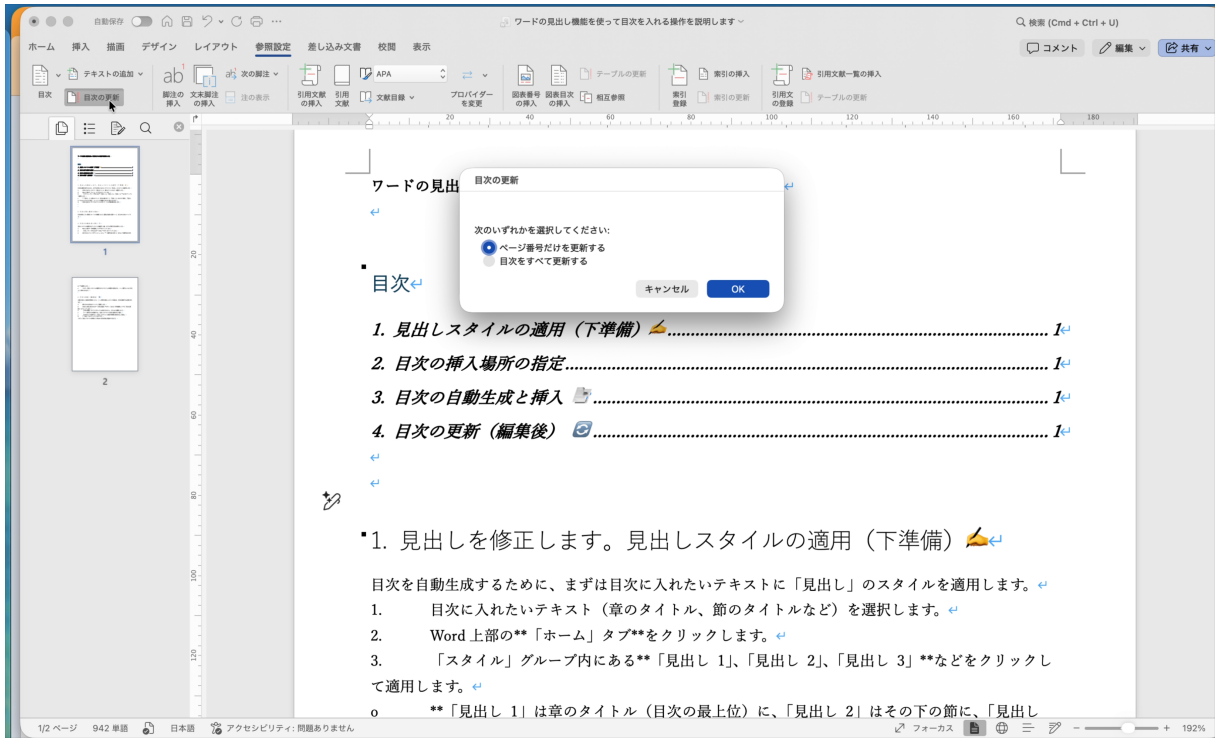 自動保存
ワードの見出し機能を使って目次を入れる操作を説明します
検索 (Cmd + Ctrl + U)
ホーム 挿入 描画 デザイン レイアウト 参照設定 差し込み文書 校閲 表示
コメント 編集 共有
目次
テキストの追加
目次の更新
ab
脚注の挿入
文末脚注の挿入
次の脚注
注の表示
引用文献の挿入
引用文献
APA
文献目録
プロバイダーを変更
図表番号の挿入
図表目次の挿入
テーブルの更新
相互参照
索引登録
索引の挿入
索引の更新
引用文の登録
引用文献一覧の挿入
テーブルの更新
20 40 60 80 100 120 140 160 180
1
2
20
40
60
80
100
120
ワードの見出
目次の更新
次のいずれかを選択してください:
ページ番号だけを更新する
目次をすべて更新する
キャンセル OK
目次
1. 見出しスタイルの適用（下準備）✍ 1
2. 目次の挿入場所の指定 1
3. 目次の自動生成と挿入 1
4. 目次の更新（編集後）🔄 1
1. 見出しを修正します。見出しスタイルの適用（下準備）✍
目次を自動生成するために、まずは目次に入れたいテキストに「見出し」のスタイルを適用します。
1. 目次に入れたいテキスト（章のタイトル、節のタイトルなど）を選択します。
2. Word 上部の**「ホーム」タブ**をクリックします。
3. 「スタイル」グループ内にある**「見出し 1」、「見出し 2」、「見出し 3」**などをクリックし
て適用します。
o **「見出し 1」は章のタイトル（目次の最上位）に、「見出し 2」はその下の節に、「見出し
1/2 ページ 942 単語 日本語 アクセシビリティ: 問題ありません フォーカス 192%